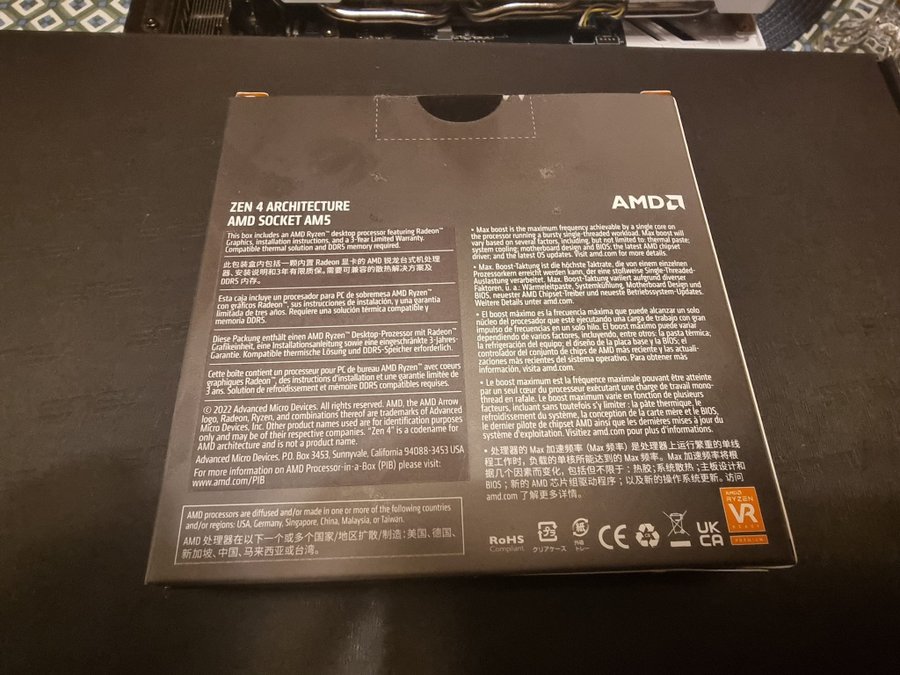 ZEN 4 ARCHITECTURE
AMD SOCKET AM5
This box includes an AMD Ryzen™ desktop processor featuring Radeon™
Graphics, installation instructions, and a 3-Year Limited Warranty.
Compatible thermal solution and DDR5 memory required.
此包装盒内包括一颗内置 Radeon 显卡的 AMD 锐龙台式机处理
器、安装说明和3年有限质保。需要可兼容的散热解决方案及
DDR5 内存。
Esta caja incluye un procesador para PC de sobremesa AMD Ryzen™
con gráficos Radeon™, sus instrucciones de instalación, y una garantía
limitada de tres años. Requiere una solución térmica compatible y
memoria DDR5.
Diese Packung enthält einen AMD Ryzen™ Desktop-Prozessor mit Radeon™
Grafikeinheit, eine Installationsanleitung sowie eine eingeschränkte 3-Jahres-
Garantie. Kompatible thermische Lösung und DDR5-Speicher erforderlich.
Cette boîte contient un processeur pour PC de bureau AMD Ryzen™ avec coeurs
graphiques Radeon™, des instructions d'installation et une garantie limitée de
3 ans. Solution de refroidissement et mémoire DDR5 compatibles requises.
© 2022 Advanced Micro Devices. All rights reserved. AMD, the AMD Arrow
logo, Radeon, Ryzen, and combinations thereof are trademarks of Advanced
Micro Devices, Inc. Other product names used are for identification purposes
only and may be of their respective companies. "Zen 4" is a codename for
AMD architecture and is not a product name.
Advanced Micro Devices, P.O. Box 3453, Sunnyvale, California 94088-3453 USA
For more information on AMD Processor-in-a-Box (PIB) please visit:
www.amd.com/PIB
AMD processors are diffused and/or made in one or more of the following countries
and/or regions: USA, Germany, Singapore, China, Malaysia, or Taiwan.
AMD 处理器在以下一个或多个国家/地区扩散/制造：美国、德国、
新加坡、中国、马来西亚或台湾。
AMD
• Max boost is the maximum frequency achievable by a single core on
the processor running a bursty single-threaded workload. Max boost will
vary based on several factors, including, but not limited to: thermal paste;
system cooling; motherboard design and BIOS; the latest AMD chipset
driver; and the latest OS updates. Visit amd.com for more details.
• Max. Boost-Taktung ist die höchste Taktrate, die von einem einzelnen
Prozessorkern erreicht werden kann, der eine stoßweise Single-Threaded-
Auslastung verarbeitet. Max. Boost-Taktung variiert aufgrund diverser
Faktoren, u. a.: Wärmeleitpaste, Systemkühlung, Motherboard Design und
BIOS, neuester AMD Chipset-Treiber und neueste Betriebssystem-Updates.
Weitere Details unter amd.com.
• El boost máximo es la frecuencia máxima que puede alcanzar un solo
núcleo del procesador que esté ejecutando una carga de trabajo con gran
impulso de frecuencias en un solo hilo. El boost máximo puede variar
dependiendo de varios factores, incluyendo, entre otros: la pasta térmica;
la refrigeración del equipo; el diseño de la placa base y la BIOS; el
controlador del conjunto de chips de AMD más reciente y las actuali-
zaciones más recientes del sistema operativo. Para obtener más
información, visita amd.com.
• Le boost maximum est la fréquence maximale pouvant être atteinte
par un seul cœur du processeur exécutant une charge de travail mono-
thread en rafale. Le boost maximum varie en fonction de plusieurs
facteurs, incluant sans toutefois s'y limiter : la pâte thermique, le
refroidissement du système, la conception de la carte mère et le BIOS,
le dernier pilote de chipset AMD ainsi que les dernières mises à jour du
système d'exploitation. Visitiez amd.com pour plus d'informations.
• 处理器的 Max 加速频率 (Max 频率) 是处理器上运行繁重的单线
程工作时，负载的单核所能达到的 Max 频率。Max 加速频率将根
据几个因素而变化，包括但不限于：热胶；系统散热；主板设计和
BIOS；新的 AMD 芯片组驱动程序；以及新的操作系统更新。访问
amd.com 了解更多详情。
RoHS
Compliant
プラ
クリアケース
紙
外箱
トレー
CE
UK
CA
AMD
RYZEN
VR
READY
PREMIUM